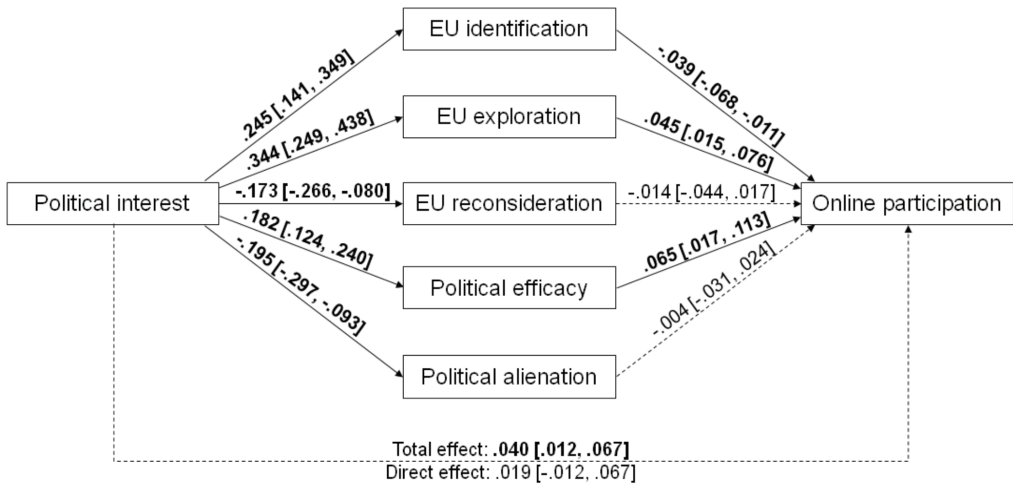 EU identification
.245 [.141, .349]
-.039 [-.068, -.011]
EU exploration
.344 [.249, .438]
.045 [.015, .076]
Political interest
-.173 [-.266, -.080]
EU reconsideration
-.014 [-.044, .017]
Online participation
.182 [.124, .240]
Political efficacy
.065 [.017, .113]
-.195 [-.297, -.093]
Political alienation
-.004 [-.031, .024]
Total effect: .040 [.012, .067]
Direct effect: .019 [-.012, .067]